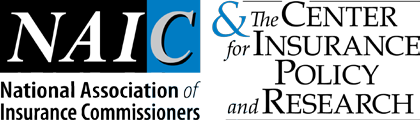 NAIC
National Association of
Insurance Commissioners
& The CENTER
for INSURANCE
POLICY
and RESEARCH